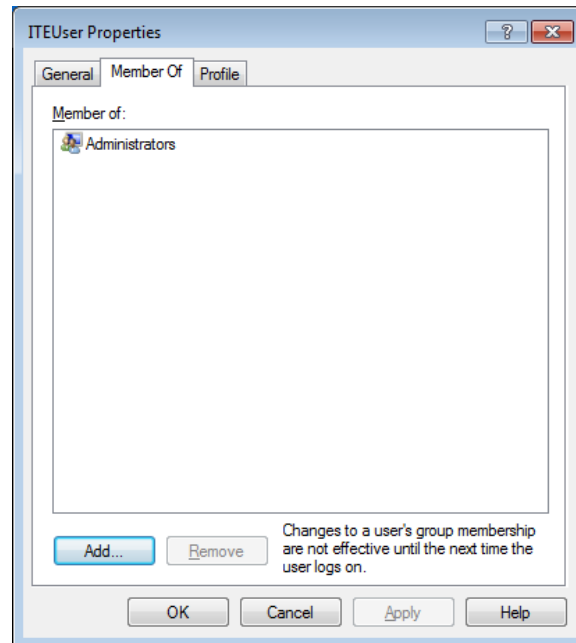 ITEUser Properties
General Member Of Profile
Member of:
Administrators
Add... Remove
Changes to a user's group membership
are not effective until the next time the
user logs on.
OK Cancel Apply Help